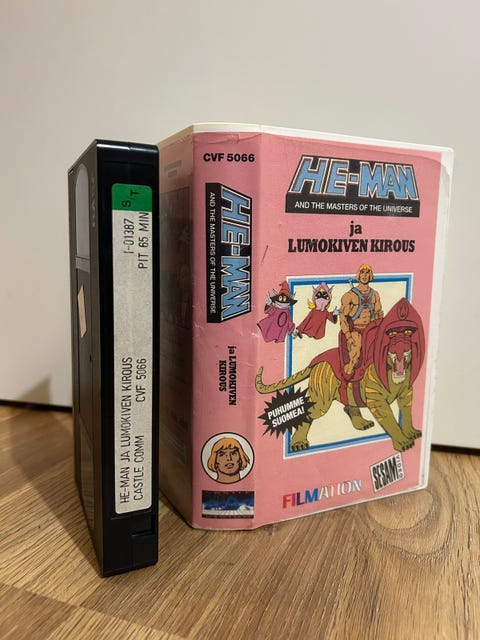 S T
I-01387
PIT 65 MIN
HE-MAN JA LUMOKIVEN KIROUS
CASTLE COMM CVF 5066
CVF 5066
HE-MAN
AND THE MASTERS
OF THE UNIVERSE
ja LUMOKIVEN
KIROUS
HE-MAN
AND THE MASTERS OF THE UNIVERSE
ja
LUMOKIVEN KIROUS
PUHUMME
SUOMEA!
FILMATION
SESAM